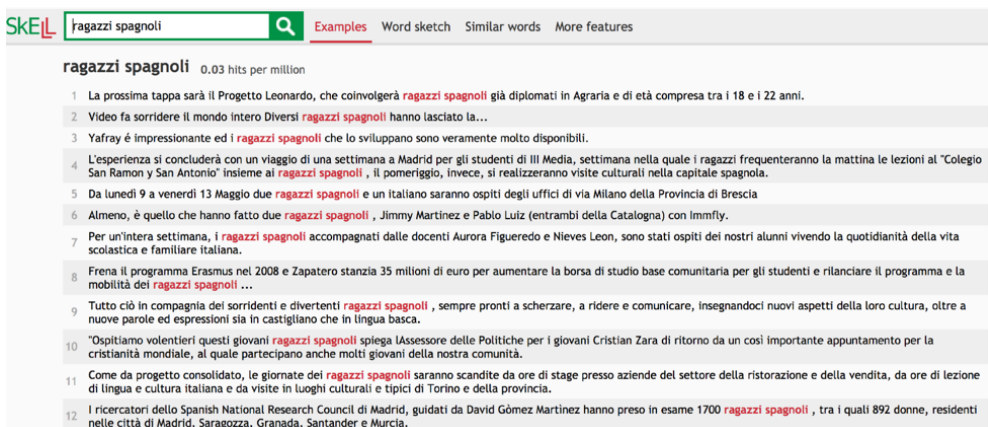 SkELL ragazzi spagnoli Examples Word sketch Similar words More features
ragazzi spagnoli 0.03 hits per million
1 La prossima tappa sarà il Progetto Leonardo, che coinvolgerà ragazzi spagnoli già diplomati in Agraria e di età compresa tra i 18 e i 22 anni.
2 Video fa sorridere il mondo intero Diversi ragazzi spagnoli hanno lasciato la...
3 Yafray é impressionante ed i ragazzi spagnoli che lo sviluppano sono veramente molto disponibili.
4 L'esperienza si concluderà con un viaggio di una settimana a Madrid per gli studenti di III Media, settimana nella quale i ragazzi frequenteranno la mattina le lezioni al "Colegio
San Ramon y San Antonio" insieme ai ragazzi spagnoli , il pomeriggio, invece, si realizzeranno visite culturali nella capitale spagnola.
5 Da lunedì 9 a venerdì 13 Maggio due ragazzi spagnoli e un italiano saranno ospiti degli uffici di via Milano della Provincia di Brescia
6 Almeno, è quello che hanno fatto due ragazzi spagnoli , Jimmy Martinez e Pablo Luiz (entrambi della Catalogna) con Immfly.
7 Per un'intera settimana, i ragazzi spagnoli accompagnati dalle docenti Aurora Figueredo e Nieves Leon, sono stati ospiti dei nostri alunni vivendo la quotidianità della vita
scolastica e familiare italiana.
8 Frena il programma Erasmus nel 2008 e Zapatero stanzia 35 milioni di euro per aumentare la borsa di studio base comunitaria per gli studenti e rilanciare il programma e la
mobilità dei ragazzi spagnoli ...
9 Tutto ciò in compagnia dei sorridenti e divertenti ragazzi spagnoli , sempre pronti a scherzare, a ridere e comunicare, insegnandoci nuovi aspetti della loro cultura, oltre a
nuove parole ed espressioni sia in castigliano che in lingua basca.
10 "Ospitiamo volentieri questi giovani ragazzi spagnoli spiega lAssessore delle Politiche per i giovani Cristian Zara di ritorno da un così importante appuntamento per la
cristianità mondiale, al quale partecipano anche molti giovani della nostra comunità.
11 Come da progetto consolidato, le giornate dei ragazzi spagnoli saranno scandite da ore di stage presso aziende del settore della ristorazione e della vendita, da ore di lezione
di lingua e cultura italiana e da visite in luoghi culturali e tipici di Torino e della provincia.
12 I ricercatori dello Spanish National Research Council di Madrid, guidati da David Gòmez Martìnez hanno preso in esame 1700 ragazzi spagnoli , tra i quali 892 donne, residenti
nelle città di Madrid, Saragozza, Granada, Santander e Murcia.